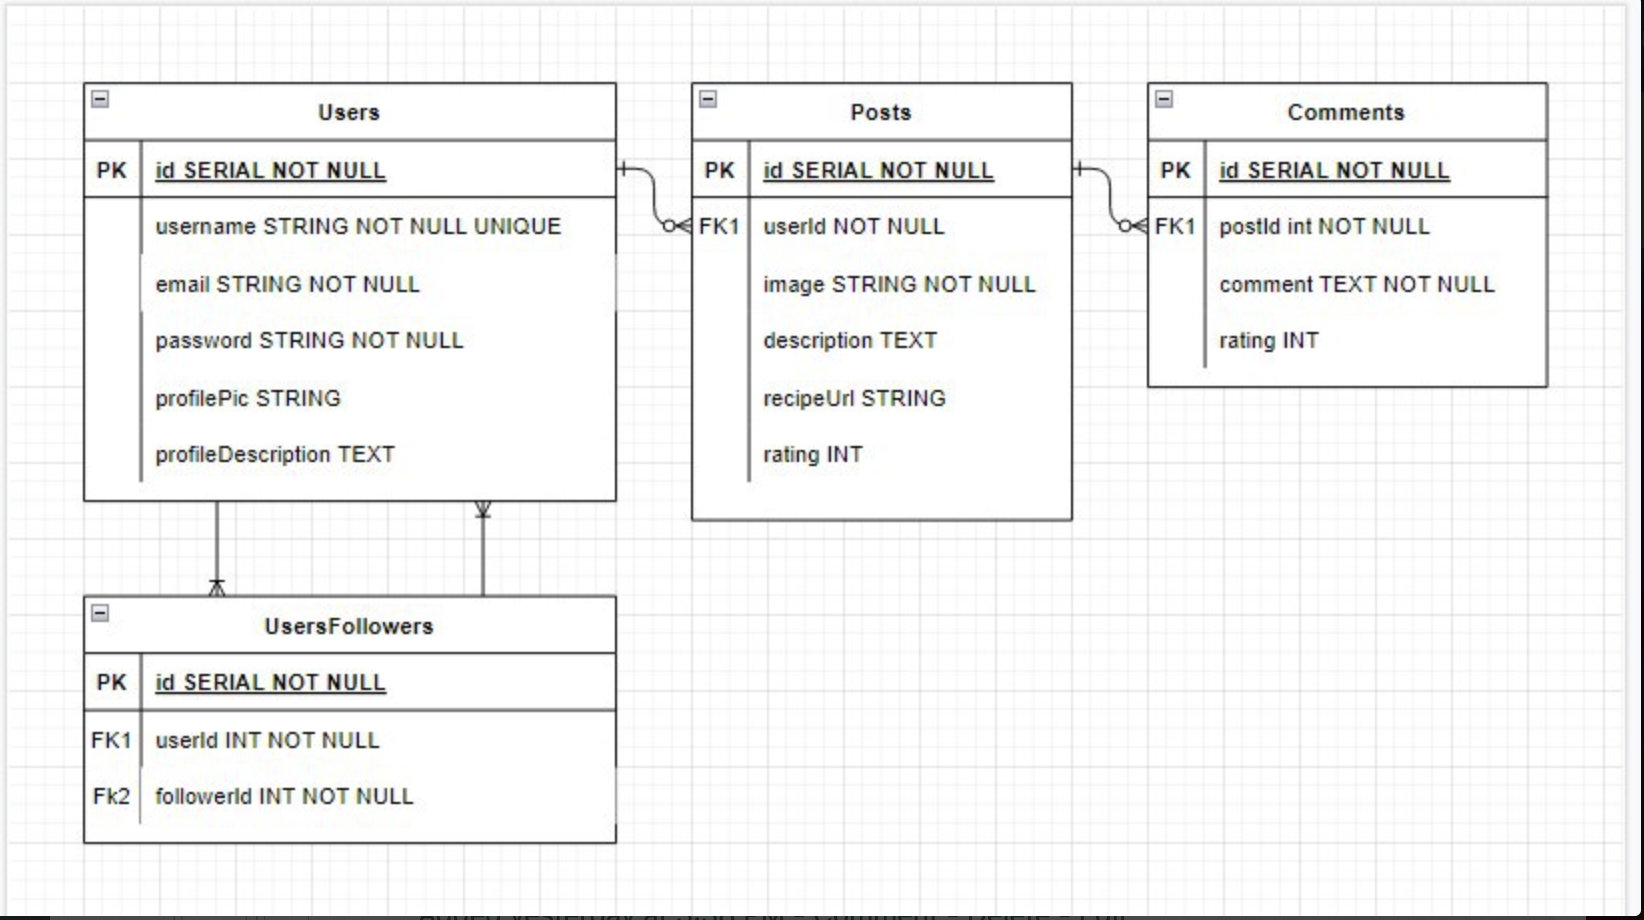 Users
PK id SERIAL NOT NULL
username STRING NOT NULL UNIQUE
email STRING NOT NULL
password STRING NOT NULL
profilePic STRING
profileDescription TEXT
Posts
PK id SERIAL NOT NULL
FK1 userId NOT NULL
image STRING NOT NULL
description TEXT
recipeUrl STRING
rating INT
Comments
PK id SERIAL NOT NULL
FK1 postId int NOT NULL
comment TEXT NOT NULL
rating INT
UsersFollowers
PK id SERIAL NOT NULL
FK1 userId INT NOT NULL
Fk2 followerId INT NOT NULL